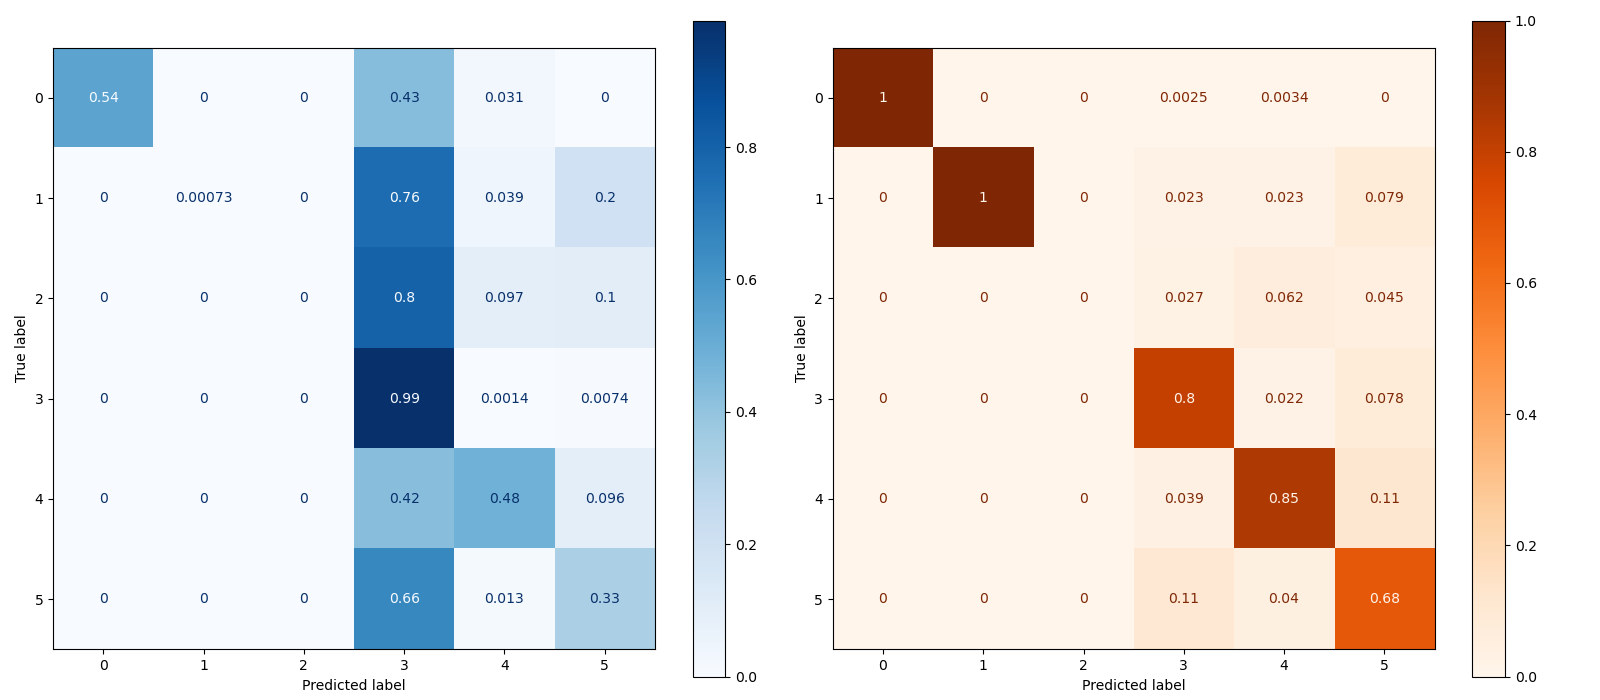 0 0.54 0 0 0.43 0.031 0
1 0 0.00073 0 0.76 0.039 0.2
2 0 0 0 0.8 0.097 0.1
3 0 0 0 0.99 0.0014 0.0074
4 0 0 0 0.42 0.48 0.096
5 0 0 0 0.66 0.013 0.33
0 1 2 3 4 5
True label
Predicted label
0.8
0.6
0.4
0.2
0.0
0 1 0 0 0.0025 0.0034 0
1 0 1 0 0.023 0.023 0.079
2 0 0 0 0.027 0.062 0.045
3 0 0 0 0.8 0.022 0.078
4 0 0 0 0.039 0.85 0.11
5 0 0 0 0.11 0.04 0.68
0 1 2 3 4 5
True label
Predicted label
1.0
0.8
0.6
0.4
0.2
0.0